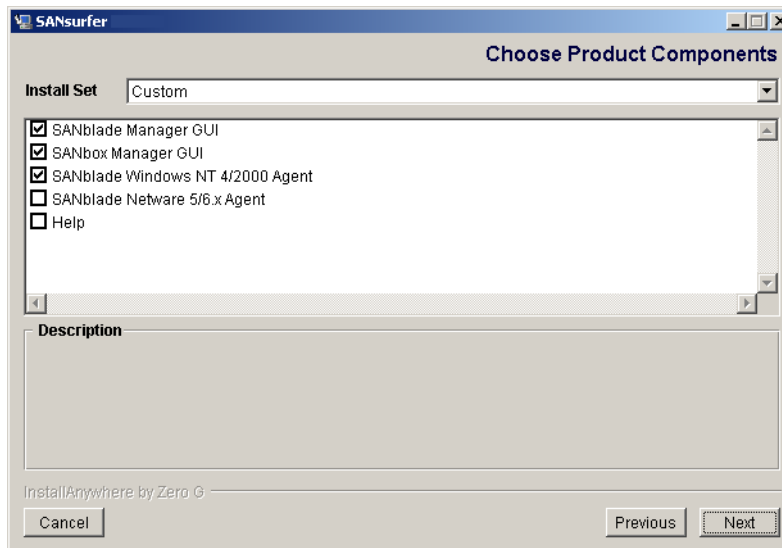 SANsurfer
Choose Product Components
Install Set Custom
SANblade Manager GUI
SANbox Manager GUI
SANblade Windows NT 4/2000 Agent
SANblade Netware 5/6.x Agent
Help
Description
InstallAnywhere by Zero G
Cancel Previous Next